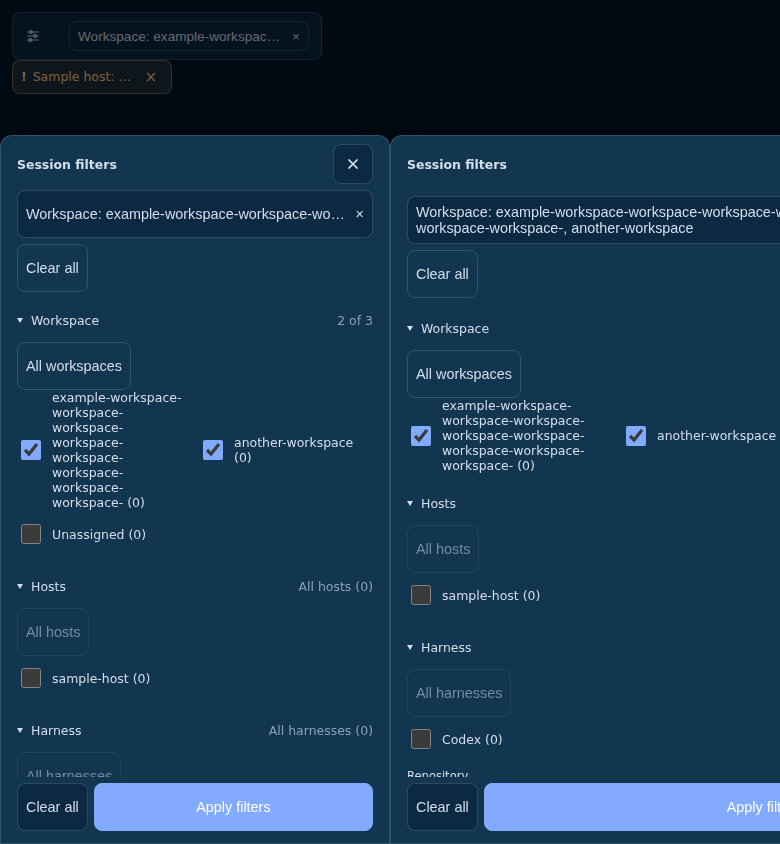 Workspace: example-workspac… ×
! Sample host: … ×
Session filters ×
Workspace: example-workspace-workspace-wo… ×
Clear all
Workspace 2 of 3
All workspaces
example-workspace-
workspace-
workspace-
workspace-
workspace-
workspace-
workspace-
workspace- (0)
another-workspace
(0)
Unassigned (0)
Hosts All hosts (0)
All hosts
sample-host (0)
Harness All harnesses (0)
All harnesses
Clear all Apply filters
Session filters
Workspace: example-workspace-workspace-workspace-w
workspace-workspace-, another-workspace
Clear all
Workspace
All workspaces
example-workspace-
workspace-workspace-
workspace-workspace-
workspace-workspace-
workspace- (0)
another-workspace
Hosts
All hosts
sample-host (0)
Harness
All harnesses
Codex (0)
Repository
Clear all Apply filt